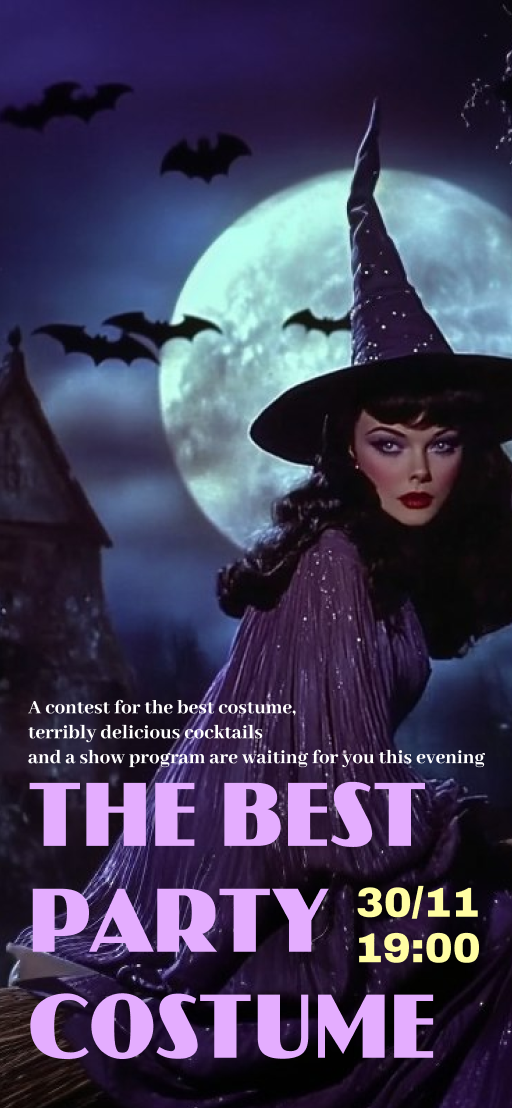 A contest for the best costume,
terribly delicious cocktails
and a show program are waiting for you this evening
THE BEST
PARTY
30/11
19:00
COSTUME